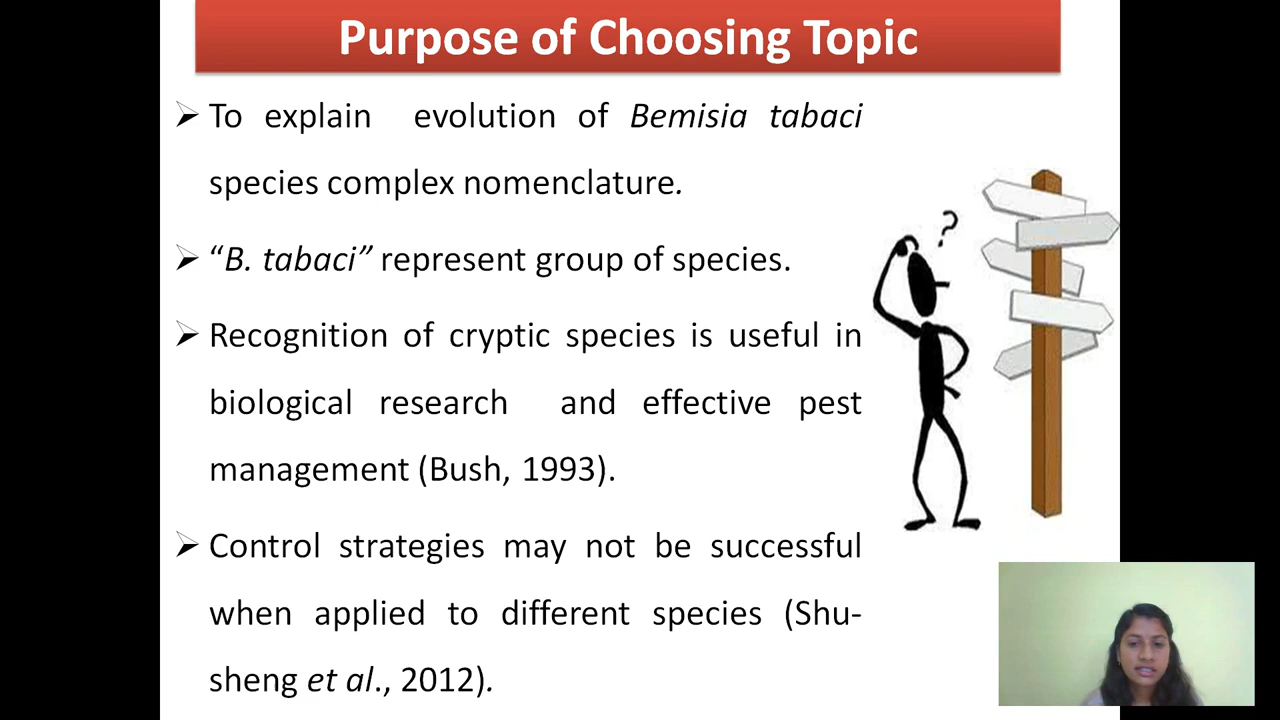 Purpose of Choosing Topic
➢ To explain evolution of Bemisia tabaci
species complex nomenclature.
➢ “B. tabaci” represent group of species.
➢ Recognition of cryptic species is useful in
biological research and effective pest
management (Bush, 1993).
➢ Control strategies may not be successful
when applied to different species (Shu-
sheng et al., 2012).
?